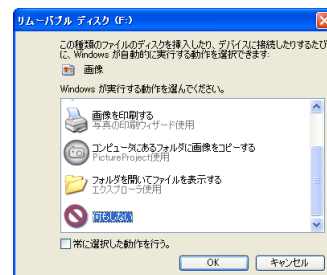 リムーバブル ディスク (F:)
この種類のファイルのディスクを挿入したり、デバイスに接続したりするたび
に、Windows が自動的に実行する動作を選択できます:
画像
Windows が実行する動作を選んでください。
画像を印刷する
写真の印刷ウィザード使用
コンピュータにあるフォルダに画像をコピーする
PictureProject使用
フォルダを開いてファイルを表示する
エクスプローラ使用
何もしない
常に選択した動作を行う。
OK
キャンセル